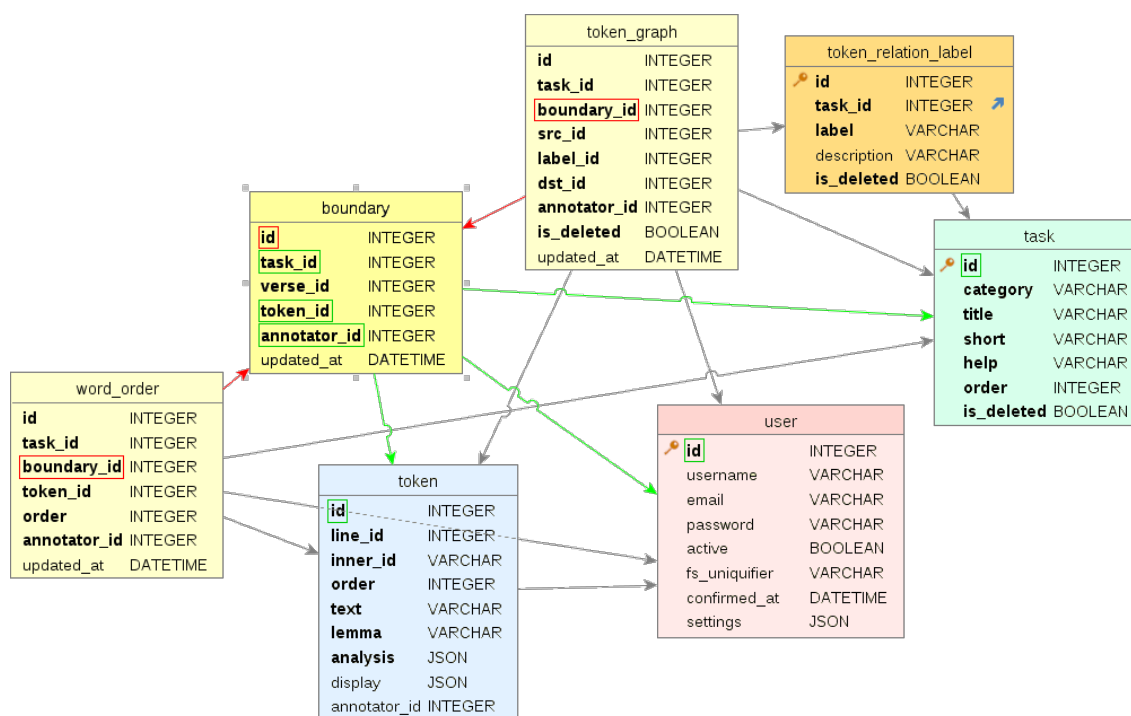 token_graph
id INTEGER
task_id INTEGER
boundary_id INTEGER
src_id INTEGER
label_id INTEGER
dst_id INTEGER
annotator_id INTEGER
is_deleted BOOLEAN
updated_at DATETIME
token_relation_label
id INTEGER
task_id INTEGER
label VARCHAR
description VARCHAR
is_deleted BOOLEAN
boundary
id INTEGER
task_id INTEGER
verse_id INTEGER
token_id INTEGER
annotator_id INTEGER
updated_at DATETIME
task
id INTEGER
category VARCHAR
title VARCHAR
short VARCHAR
help VARCHAR
order INTEGER
is_deleted BOOLEAN
word_order
id INTEGER
task_id INTEGER
boundary_id INTEGER
token_id INTEGER
order INTEGER
annotator_id INTEGER
updated_at DATETIME
token
id INTEGER
line_id INTEGER
inner_id VARCHAR
order INTEGER
text VARCHAR
lemma VARCHAR
analysis JSON
display JSON
annotator_id INTEGER
user
id INTEGER
username VARCHAR
email VARCHAR
password VARCHAR
active BOOLEAN
fs_uniquifier VARCHAR
confirmed_at DATETIME
settings JSON